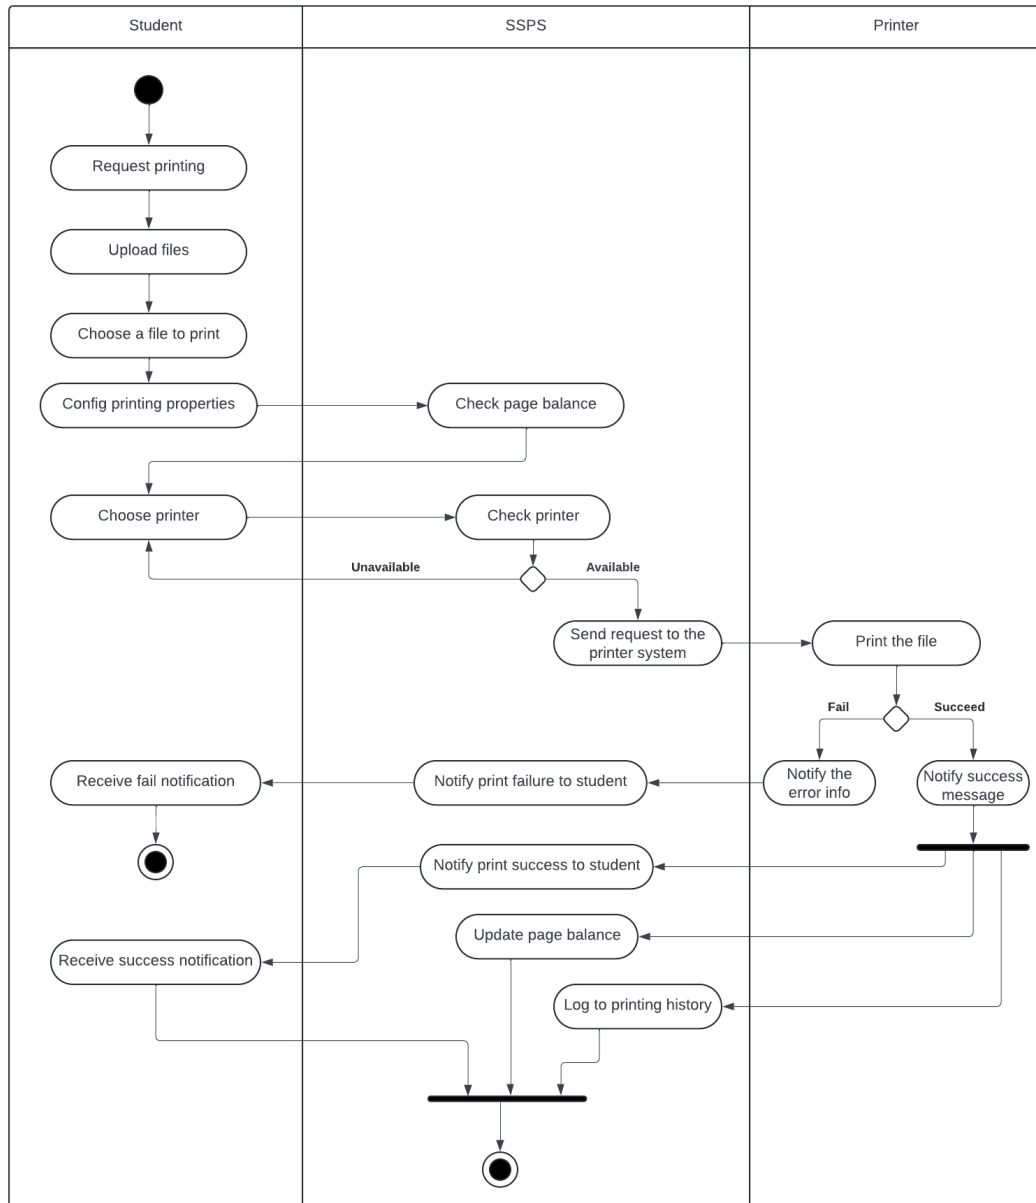 Student
SSPS
Printer
Request printing
Upload files
Choose a file to print
Config printing properties
Check page balance
Choose printer
Check printer
Unavailable
Available
Send request to the
printer system
Print the file
Fail
Succeed
Receive fail notification
Notify print failure to student
Notify the
error info
Notify success
message
Notify print success to student
Update page balance
Receive success notification
Log to printing history